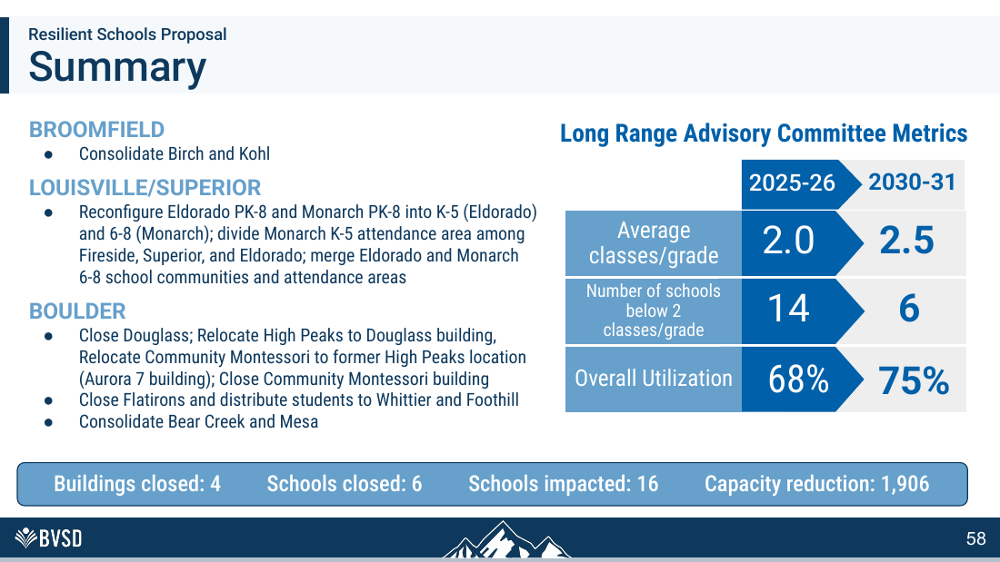 Resilient Schools Proposal
Summary
BROOMFIELD
● Consolidate Birch and Kohl
LOUISVILLE/SUPERIOR
● Reconfigure Eldorado PK-8 and Monarch PK-8 into K-5 (Eldorado)
and 6-8 (Monarch); divide Monarch K-5 attendance area among
Fireside, Superior, and Eldorado; merge Eldorado and Monarch
6-8 school communities and attendance areas
BOULDER
● Close Douglass; Relocate High Peaks to Douglass building,
Relocate Community Montessori to former High Peaks location
(Aurora 7 building); Close Community Montessori building
● Close Flatirons and distribute students to Whittier and Foothill
● Consolidate Bear Creek and Mesa
Long Range Advisory Committee Metrics
2025-26 2030-31
Average
classes/grade
2.0 2.5
Number of schools
below 2
classes/grade
14 6
Overall Utilization 68% 75%
Buildings closed: 4 Schools closed: 6 Schools impacted: 16 Capacity reduction: 1,906
BVSD
58